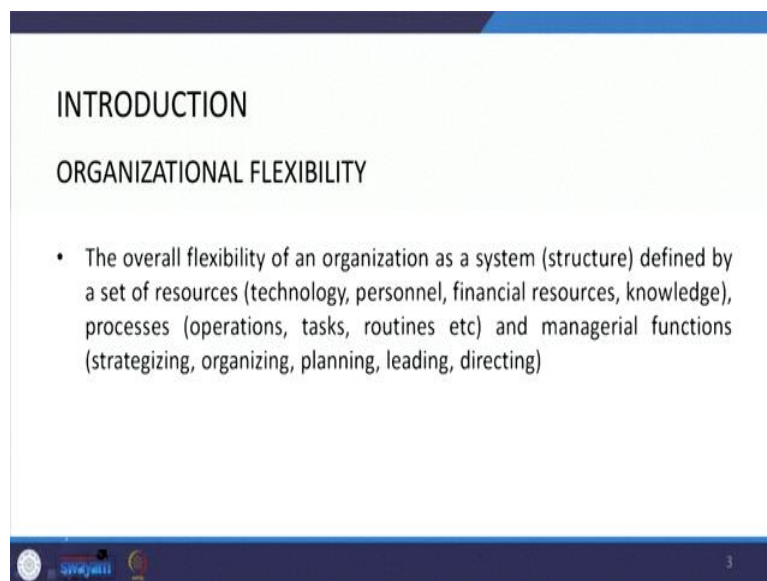 INTRODUCTION
ORGANIZATIONAL FLEXIBILITY
• The overall flexibility of an organization as a system (structure) defined by
a set of resources (technology, personnel, financial resources, knowledge),
processes (operations, tasks, routines etc) and managerial functions
(strategizing, organizing, planning, leading, directing)
swayam
3